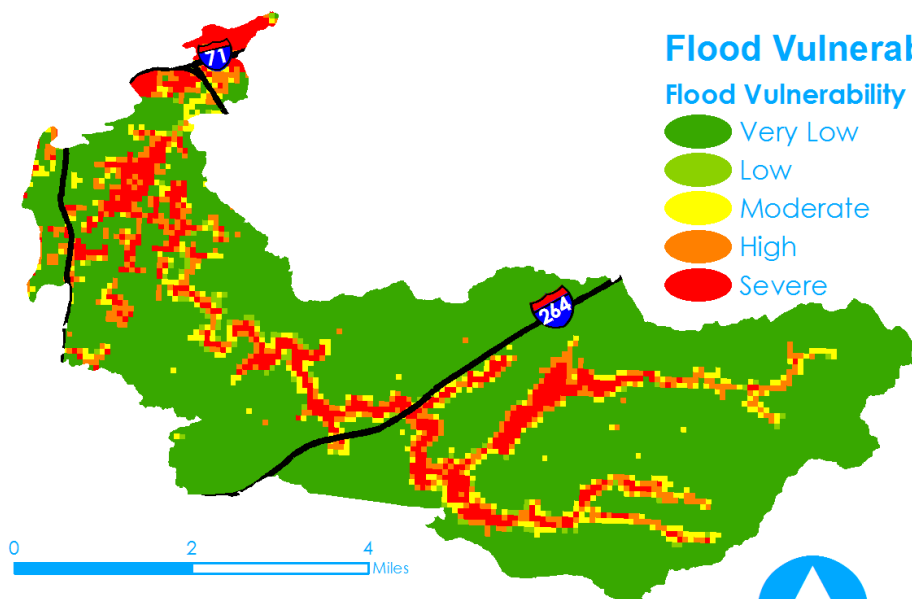 71
Flood Vulnerab
Flood Vulnerability
Very Low
Low
Moderate
High
Severe
264
0 2 4
Miles